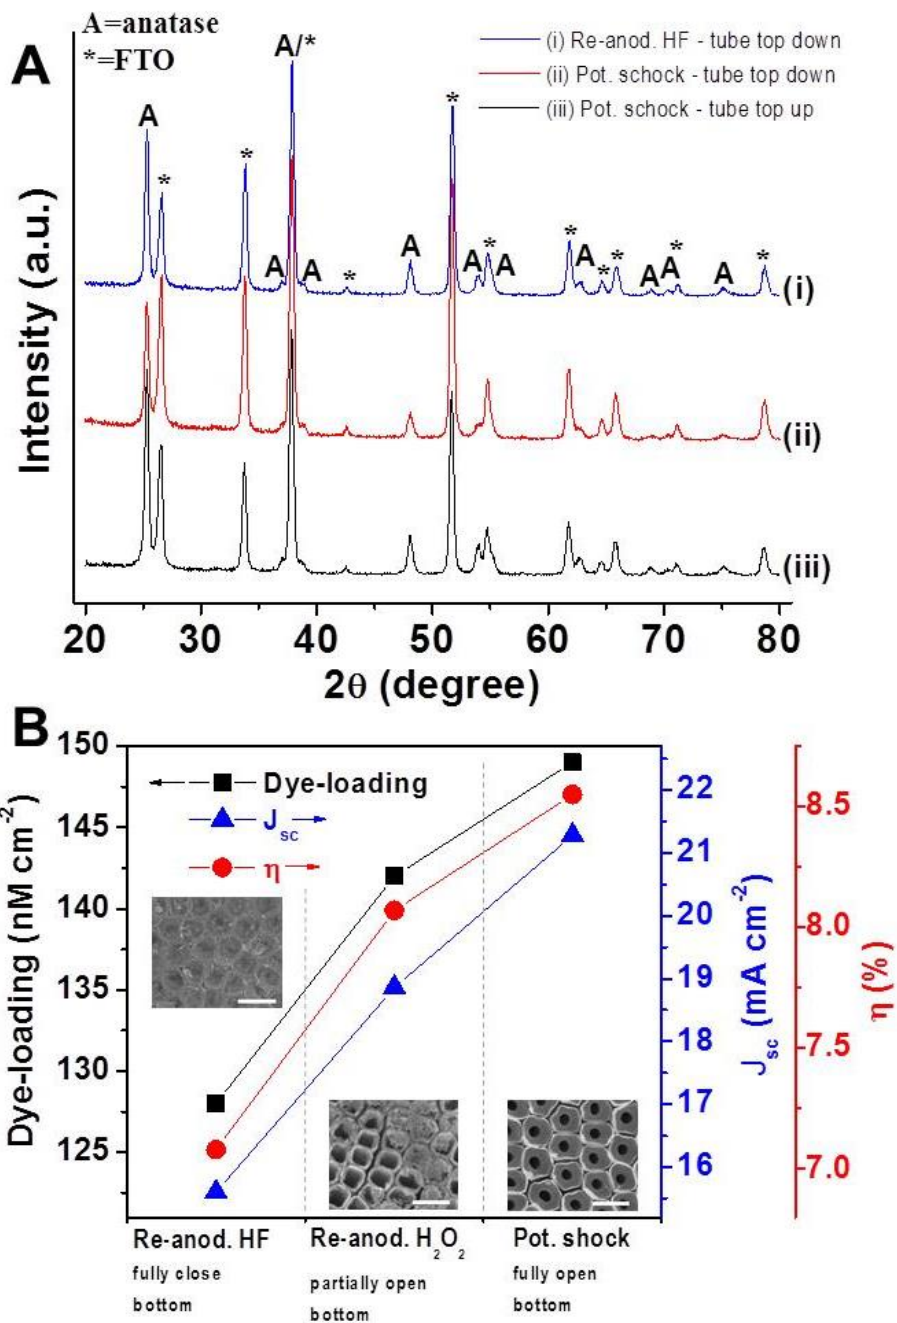 A=anatase
*=FTO
A
(i) Re-anod. HF - tube top down
(ii) Pot. schock - tube top down
(iii) Pot. schock - tube top up
A/*
A
*
*
*
A
A
*
A
A
*
A
*
A
*
*
A
A
*
A
*
(i)
(ii)
(iii)
Intensity (a.u.)
20 30 40 50 60 70 80
2θ (degree)
B
Dye-loading
J_sc
η
150
145
140
135
130
125
Dye-loading (nM cm⁻²)
22
21
20
19
18
17
16
J_sc (mA cm⁻²)
8.5
8.0
7.5
7.0
η (%)
Re-anod. HF Re-anod. H₂O₂ Pot. shock
fully close partially open fully open
bottom bottom bottom